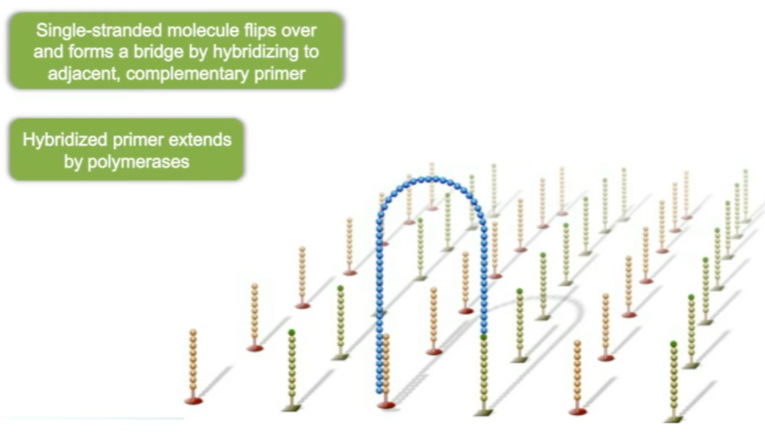 Single-stranded molecule flips over
and forms a bridge by hybridizing to
adjacent, complementary primer
Hybridized primer extends
by polymerases